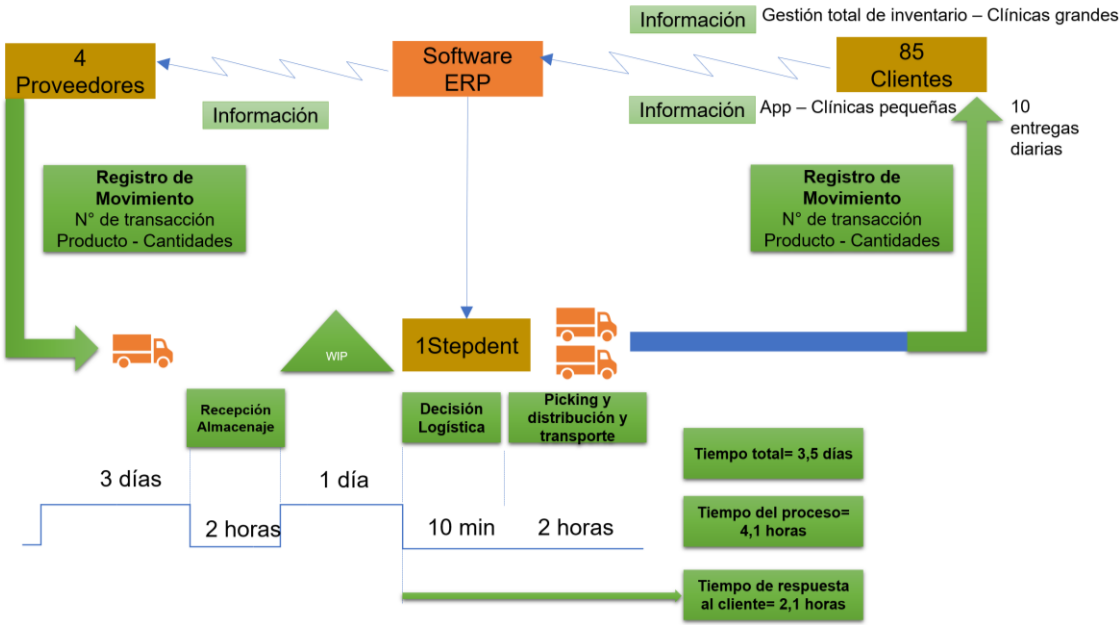 Información
Gestión total de inventario – Clínicas grandes
4
Proveedores
Software
ERP
85
Clientes
Información
Información
App – Clínicas pequeñas
10
entregas
diarias
Registro de
Movimiento
N° de transacción
Producto - Cantidades
Registro de
Movimiento
N° de transacción
Producto - Cantidades
WIP
1Stepdent
Recepción
Almacenaje
Decisión
Logística
Picking y
distribución y
transporte
Tiempo total= 3,5 días
3 días
1 día
2 horas
10 min
2 horas
Tiempo del proceso=
4,1 horas
Tiempo de respuesta
al cliente= 2,1 horas